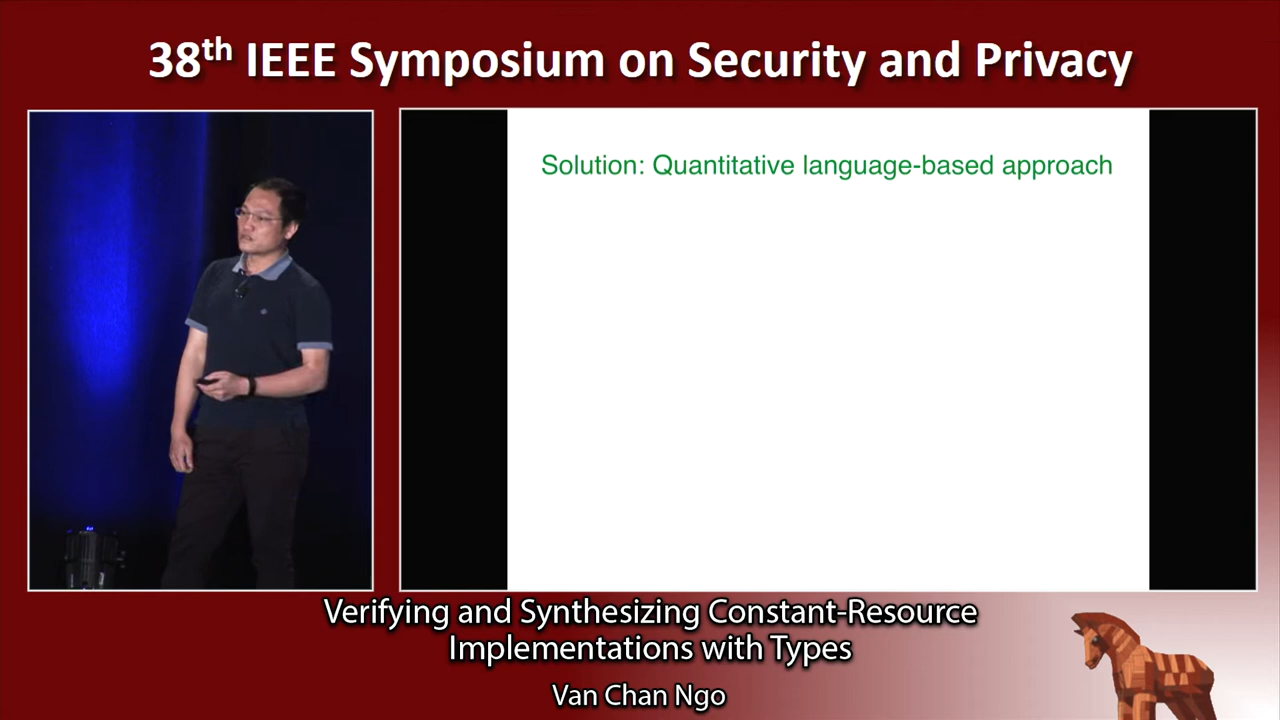 38th IEEE Symposium on Security and Privacy
Solution: Quantitative language-based approach
Verifying and Synthesizing Constant-Resource
Implementations with Types
Van Chan Ngo